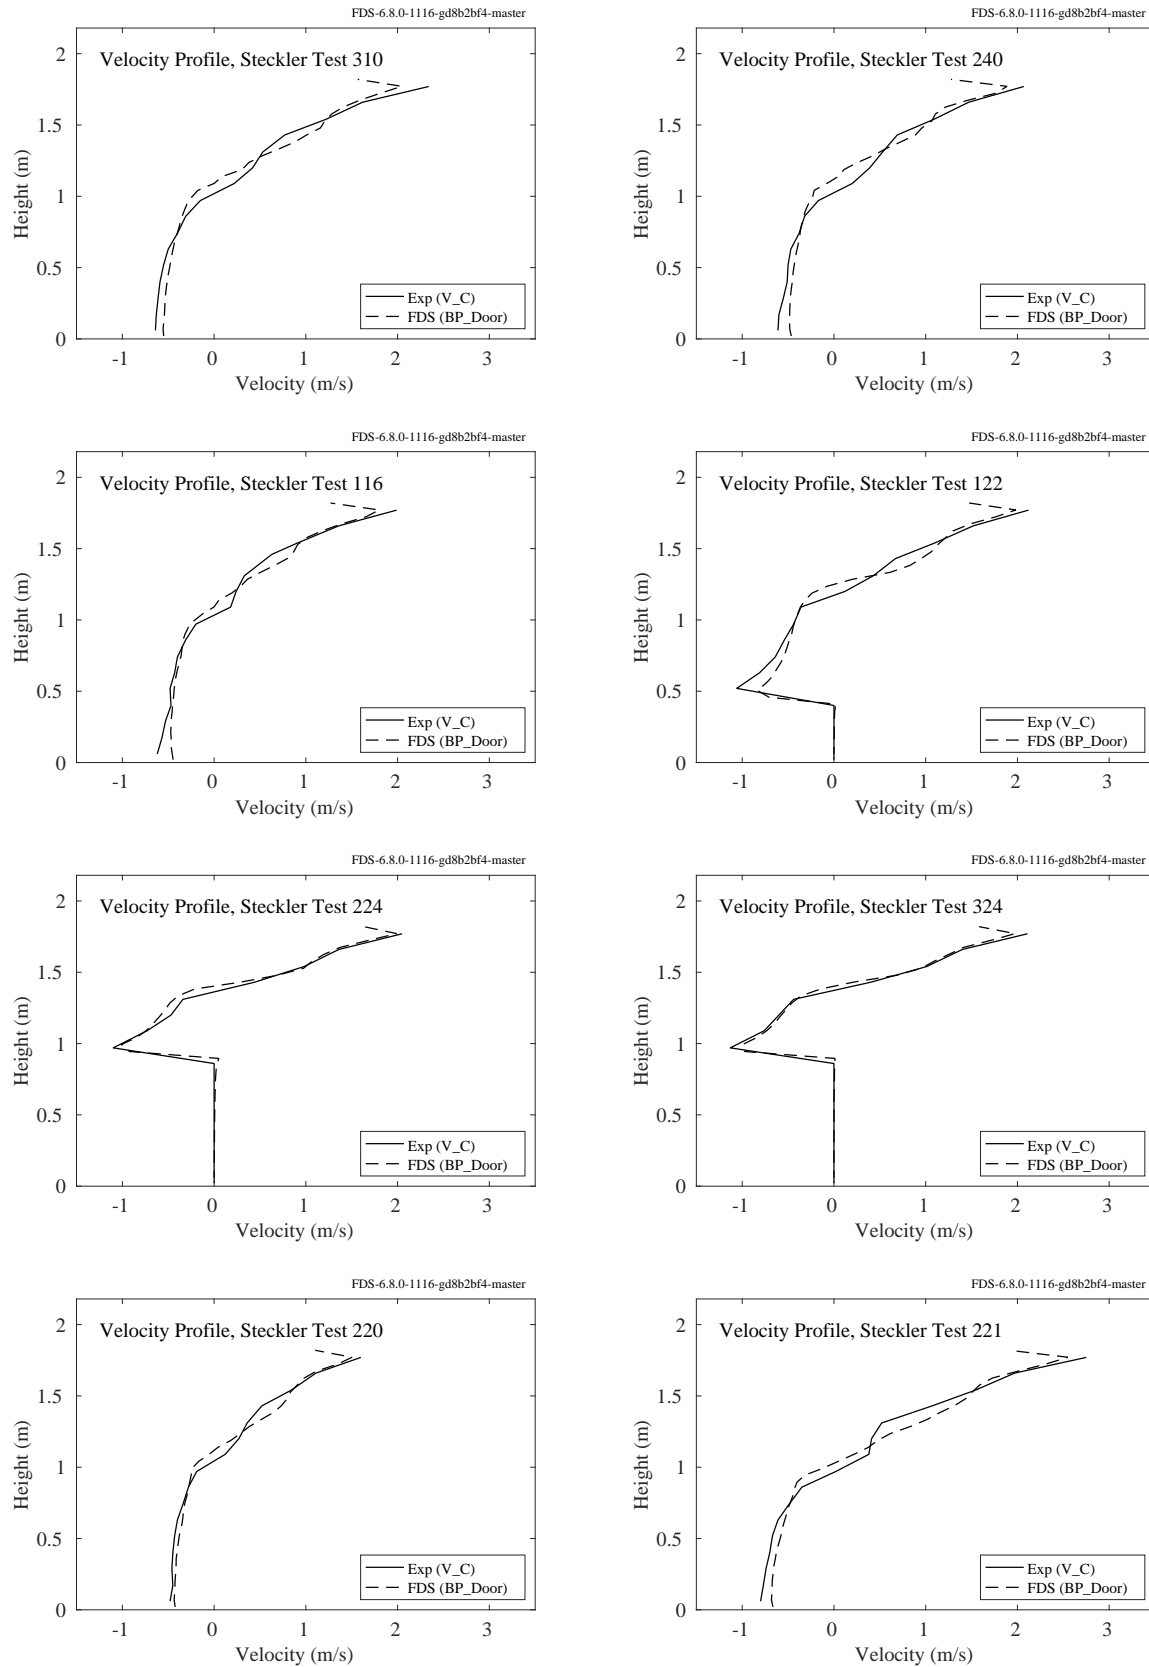 FDS-6.8.0-1116-gd8b2bf4-master
Velocity Profile, Steckler Test 310
2
1.5
1
0.5
0
Height (m)
-1 0 1 2 3
Velocity (m/s)
Exp (V_C)
FDS (BP_Door)
FDS-6.8.0-1116-gd8b2bf4-master
Velocity Profile, Steckler Test 240
2
1.5
1
0.5
0
Height (m)
-1 0 1 2 3
Velocity (m/s)
Exp (V_C)
FDS (BP_Door)
FDS-6.8.0-1116-gd8b2bf4-master
Velocity Profile, Steckler Test 116
2
1.5
1
0.5
0
Height (m)
-1 0 1 2 3
Velocity (m/s)
Exp (V_C)
FDS (BP_Door)
FDS-6.8.0-1116-gd8b2bf4-master
Velocity Profile, Steckler Test 122
2
1.5
1
0.5
0
Height (m)
-1 0 1 2 3
Velocity (m/s)
Exp (V_C)
FDS (BP_Door)
FDS-6.8.0-1116-gd8b2bf4-master
Velocity Profile, Steckler Test 224
2
1.5
1
0.5
0
Height (m)
-1 0 1 2 3
Velocity (m/s)
Exp (V_C)
FDS (BP_Door)
FDS-6.8.0-1116-gd8b2bf4-master
Velocity Profile, Steckler Test 324
2
1.5
1
0.5
0
Height (m)
-1 0 1 2 3
Velocity (m/s)
Exp (V_C)
FDS (BP_Door)
FDS-6.8.0-1116-gd8b2bf4-master
Velocity Profile, Steckler Test 220
2
1.5
1
0.5
0
Height (m)
-1 0 1 2 3
Velocity (m/s)
Exp (V_C)
FDS (BP_Door)
FDS-6.8.0-1116-gd8b2bf4-master
Velocity Profile, Steckler Test 221
2
1.5
1
0.5
0
Height (m)
-1 0 1 2 3
Velocity (m/s)
Exp (V_C)
FDS (BP_Door)